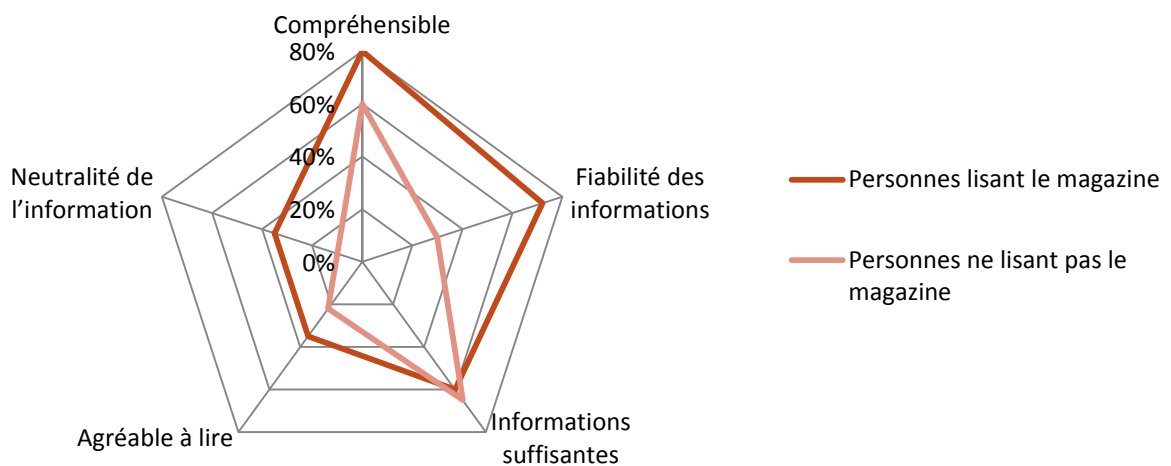 Compréhensible
80%
60%
40%
20%
0%
Neutralité de
l’information
Fiabilité des
informations
Agréable à lire
Informations
suffisantes
Personnes lisant le magazine
Personnes ne lisant pas le
magazine